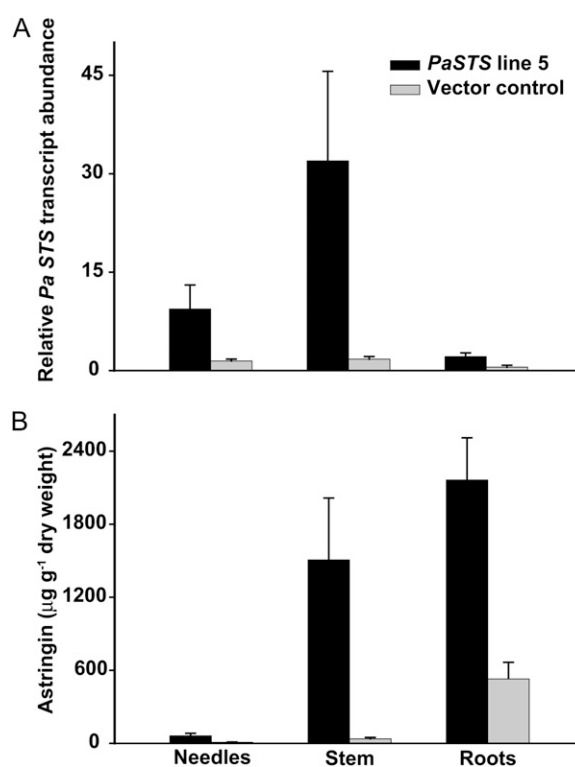 A
Relative Pa STS transcript abundance
45
30
15
0
PaSTS line 5
Vector control
B
Astringin (µg g⁻¹ dry weight)
2400
1800
1200
600
0
Needles Stem Roots